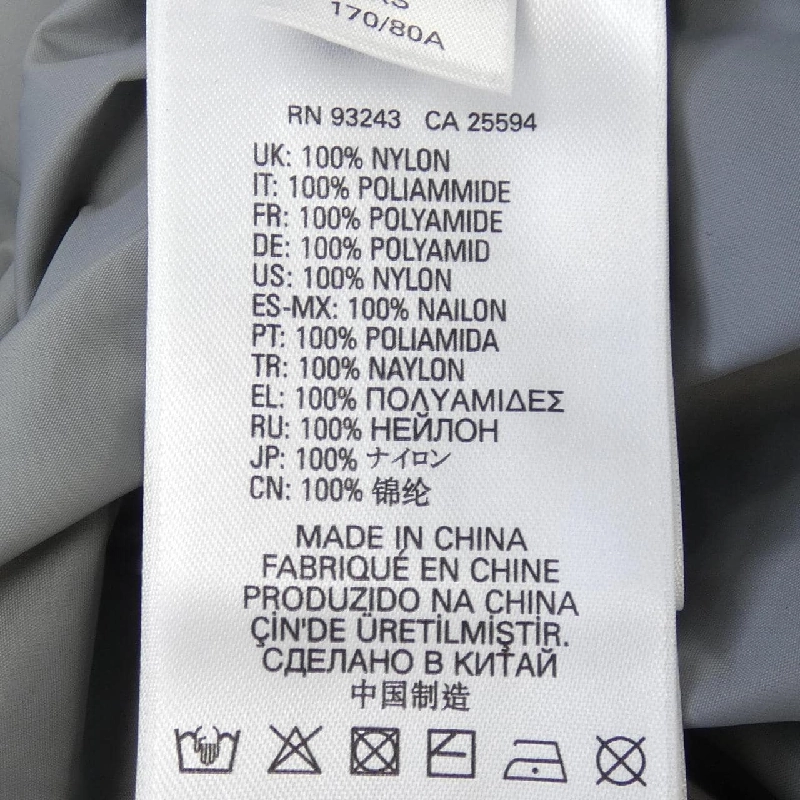 170/80A
RN 93243 CA 25594
UK: 100% NYLON
IT: 100% POLIAMMIDE
FR: 100% POLYAMIDE
DE: 100% POLYAMID
US: 100% NYLON
ES-MX: 100% NAILON
PT: 100% POLIAMIDA
TR: 100% NAYLON
EL: 100% ΠΟΛΥΑΜΙΔΕΣ
RU: 100% НЕЙЛОН
JP: 100% ナイロン
CN: 100% 锦纶
MADE IN CHINA
FABRIQUÉ EN CHINE
PRODUZIDO NA CHINA
ÇİN'DE ÜRETİLMİŞTİR.
СДЕЛАНО В КИТАЙ
中国制造